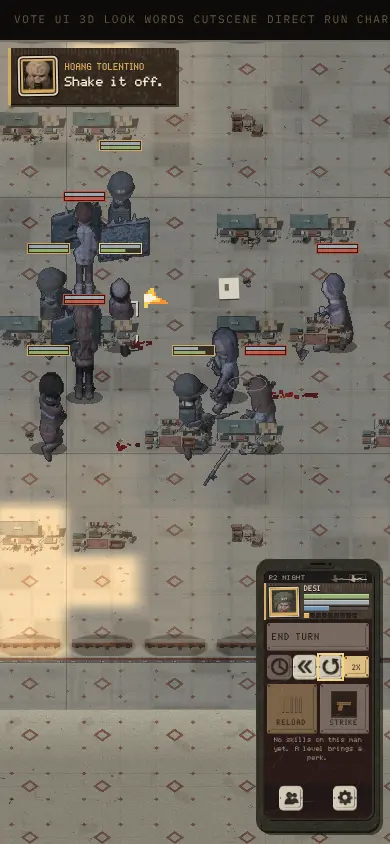 VOTE UI 3D LOOK WORDS CUTSCENE DIRECT RUN CHAR
HOANG TOLENTINO
Shake it off.
R2 NIGHT
DESI
END TURN
2X
RELOAD
STRIKE
No skills on this man
yet. A level brings a
perk.